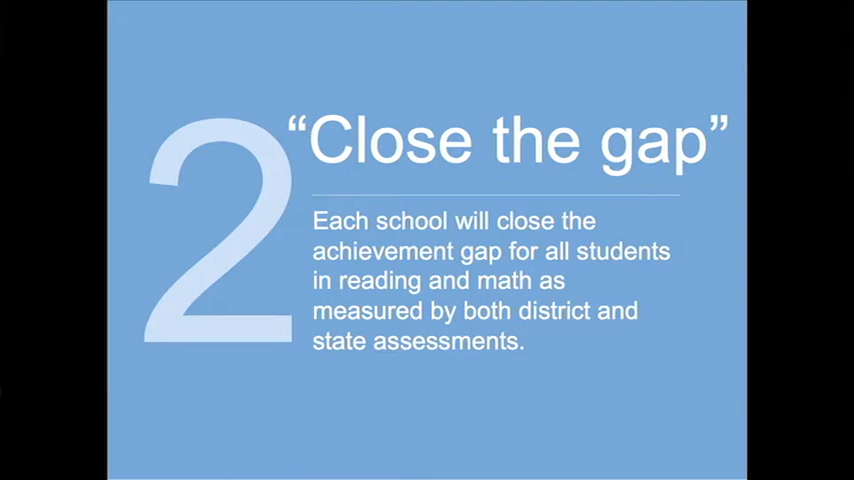 2
“Close the gap”
Each school will close the
achievement gap for all students
in reading and math as
measured by both district and
state assessments.